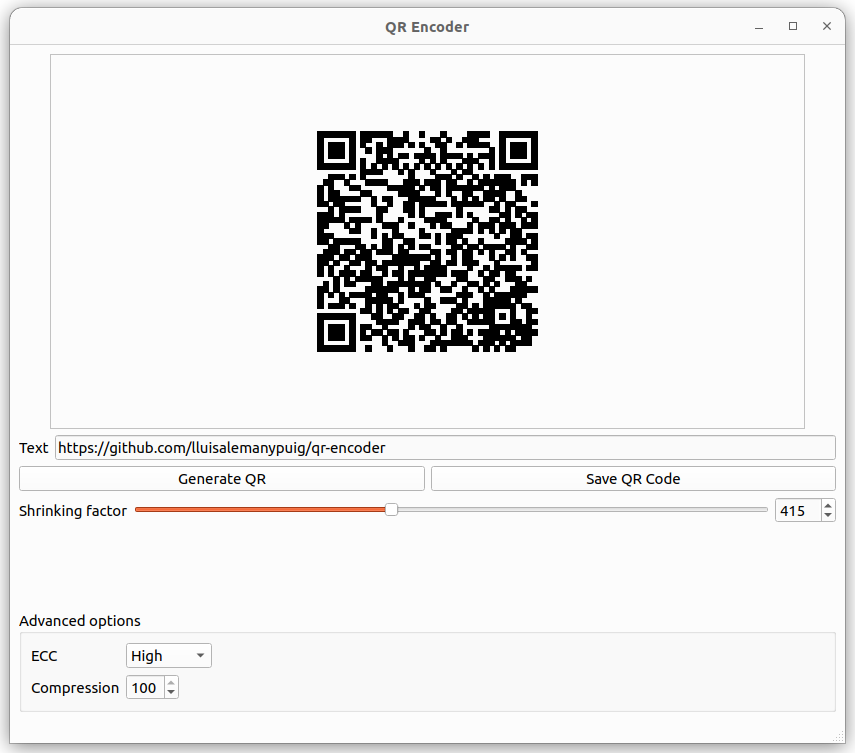 QR Encoder
Text https://github.com/lluisalemanypuig/qr-encoder
Generate QR Save QR Code
Shrinking factor 415
Advanced options
ECC High
Compression 100